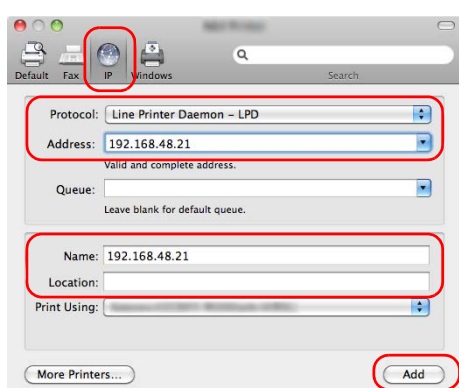 Default Fax IP Windows Search
Protocol: Line Printer Daemon – LPD
Address: 192.168.48.21
Valid and complete address.
Queue:
Leave blank for default queue.
Name: 192.168.48.21
Location:
Print Using:
More Printers... Add